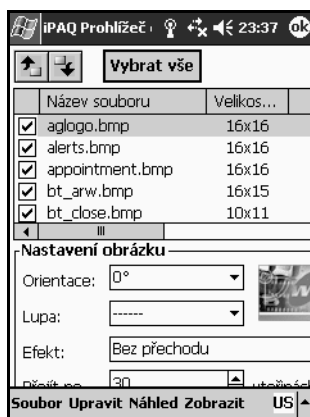 iPAQ Prohlížeč 23:37 ok
Vybrat vše
Název souboru Velikos...
aglogo.bmp 16x16
alerts.bmp 16x16
appointment.bmp 16x16
bt_arw.bmp 16x15
bt_close.bmp 10x11
Nastavení obrázku
Orientace: 0°
Lupa: ------
Efekt: Bez přechodu
30
Soubor Upravit Náhled Zobrazit US